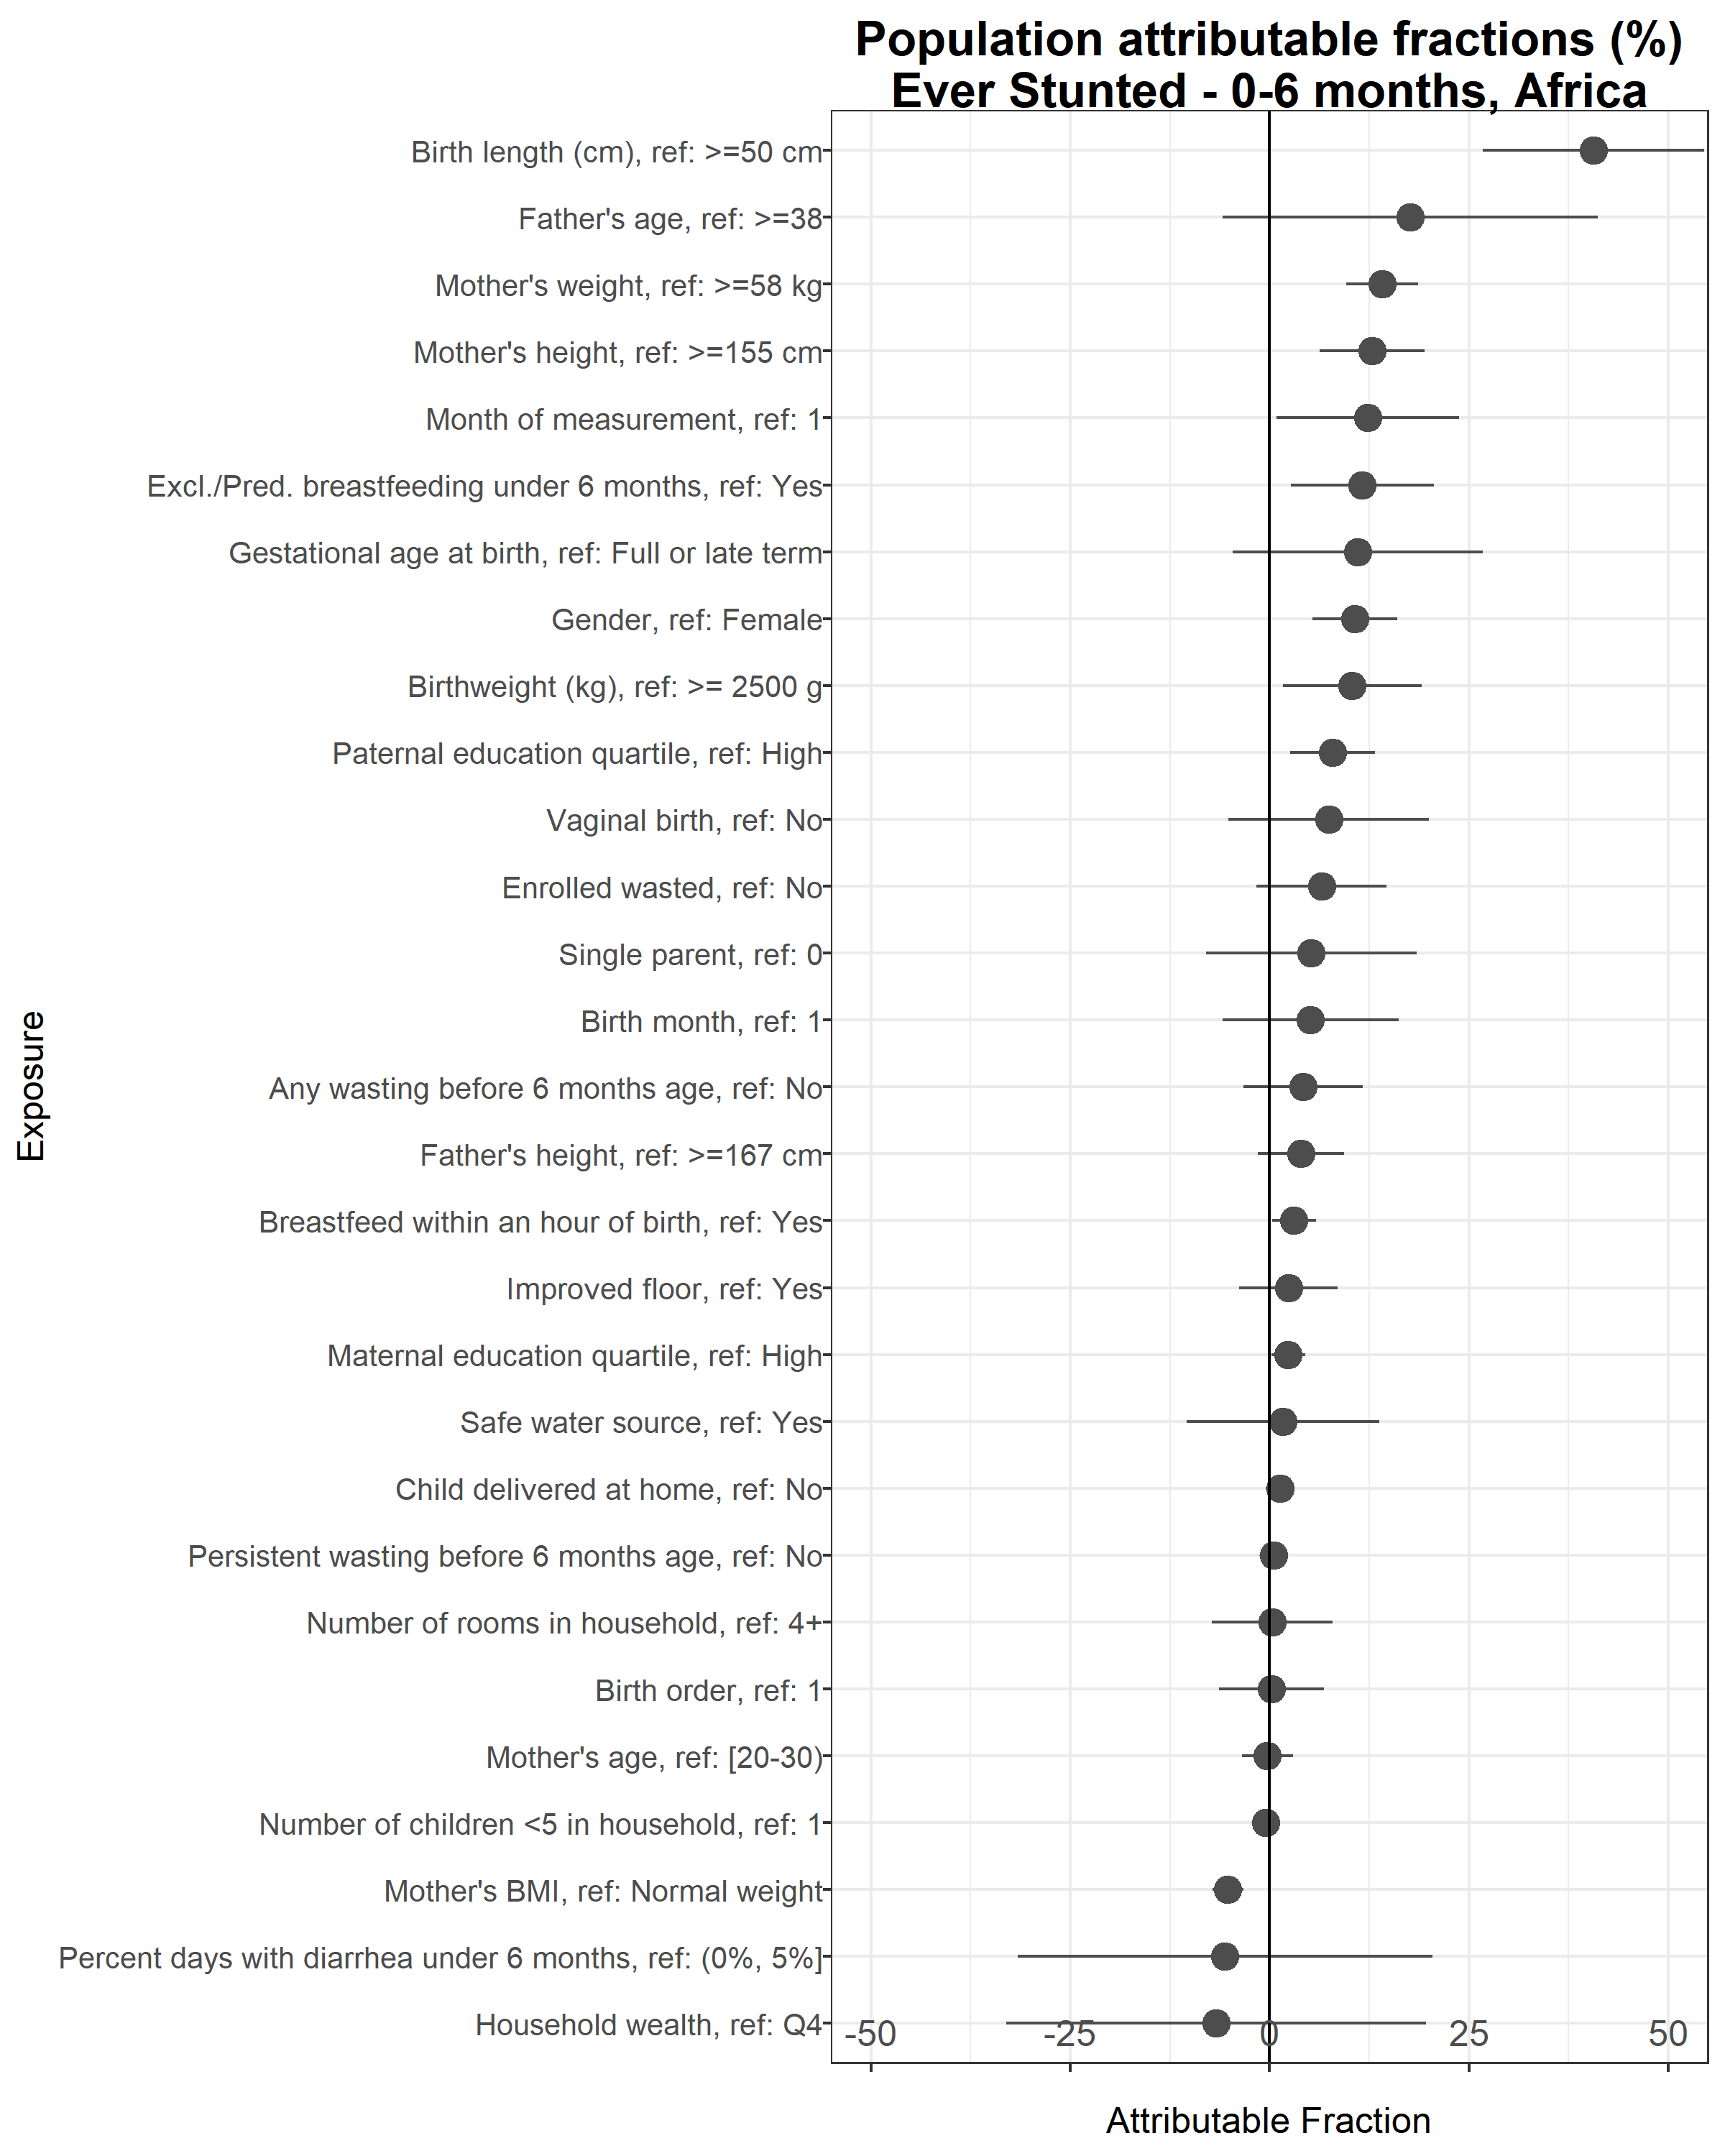 Population attributable fractions (%)
Ever Stunted - 0-6 months, Africa
Exposure
Birth length (cm), ref: >=50 cm
Father's age, ref: >=38
Mother's weight, ref: >=58 kg
Mother's height, ref: >=155 cm
Month of measurement, ref: 1
Excl./Pred. breastfeeding under 6 months, ref: Yes
Gestational age at birth, ref: Full or late term
Gender, ref: Female
Birthweight (kg), ref: >= 2500 g
Paternal education quartile, ref: High
Vaginal birth, ref: No
Enrolled wasted, ref: No
Single parent, ref: 0
Birth month, ref: 1
Any wasting before 6 months age, ref: No
Father's height, ref: >=167 cm
Breastfeed within an hour of birth, ref: Yes
Improved floor, ref: Yes
Maternal education quartile, ref: High
Safe water source, ref: Yes
Child delivered at home, ref: No
Persistent wasting before 6 months age, ref: No
Number of rooms in household, ref: 4+
Birth order, ref: 1
Mother's age, ref: [20-30)
Number of children <5 in household, ref: 1
Mother's BMI, ref: Normal weight
Percent days with diarrhea under 6 months, ref: (0%, 5%]
Household wealth, ref: Q4
-50 -25 0 25 50
Attributable Fraction